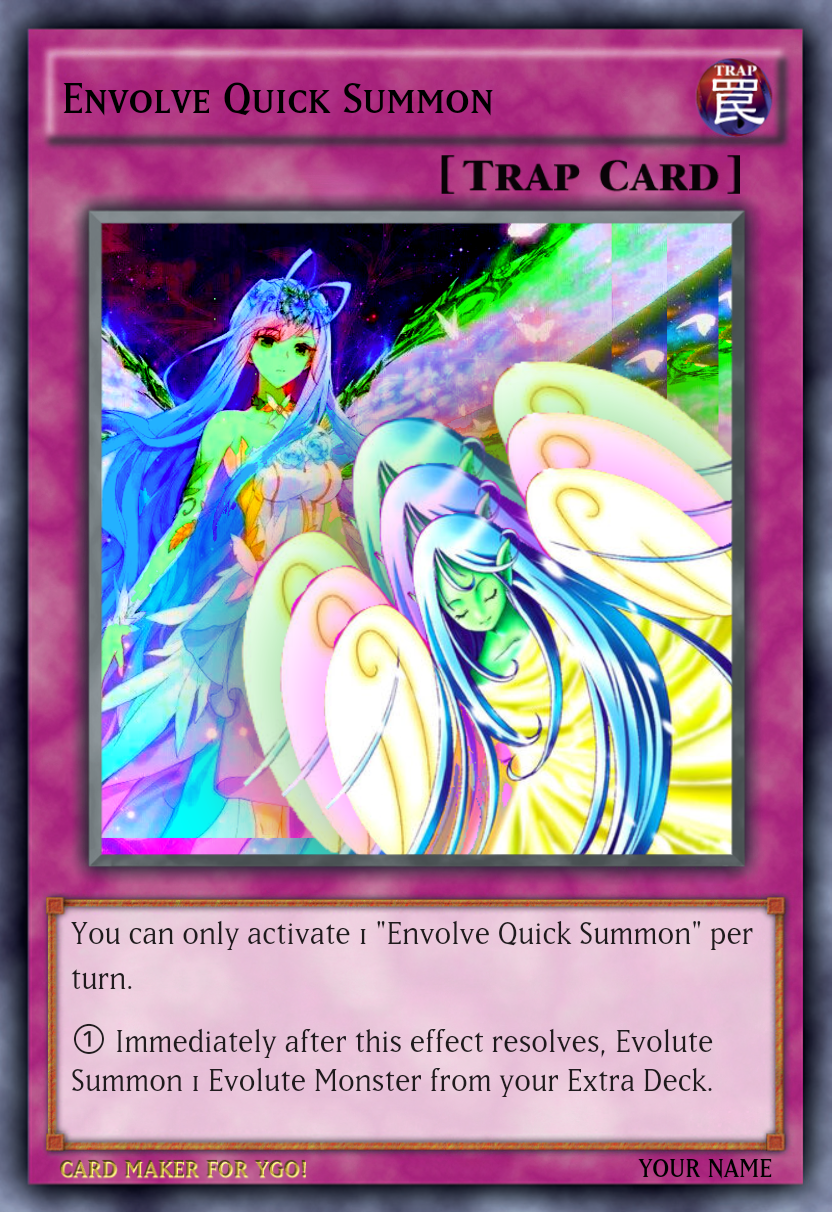 Envolve Quick Summon
TRAP
罠
[Trap Card]
You can only activate 1 "Envolve Quick Summon" per
turn.
① Immediately after this effect resolves, Evolute
Summon 1 Evolute Monster from your Extra Deck.
CARD MAKER FOR YGO!
YOUR NAME